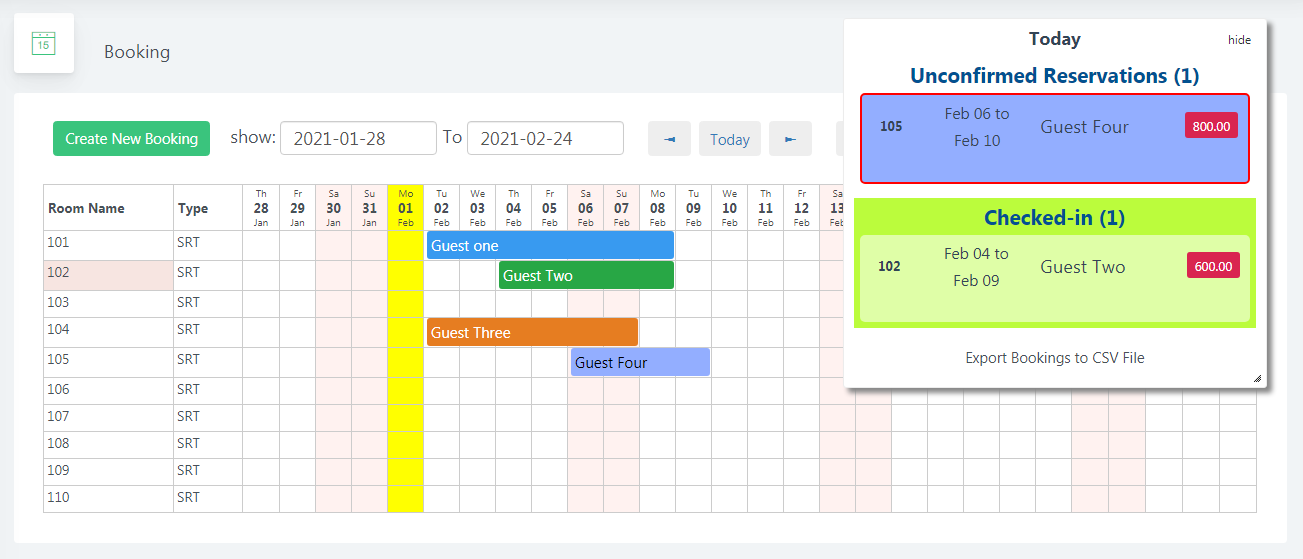 15
Booking
Today
hide
Unconfirmed Reservations (1)
105
Feb 06 to
Feb 10
Guest Four
800.00
Checked-in (1)
102
Feb 04 to
Feb 09
Guest Two
600.00
Export Bookings to CSV File
Create New Booking show: 2021-01-28 To 2021-02-24 ◄ Today ►
Th Fr Sa Su Mo Tu We Th Fr Sa Su Mo Tu We Th Fr Sa
Room Name Type 28 29 30 31 01 02 03 04 05 06 07 08 09 10 11 12 13
Jan Jan Jan Jan Feb Feb Feb Feb Feb Feb Feb Feb Feb Feb Feb Feb Feb
101 SRT Guest one
102 SRT Guest Two
103 SRT
104 SRT Guest Three
105 SRT Guest Four
106 SRT
107 SRT
108 SRT
109 SRT
110 SRT